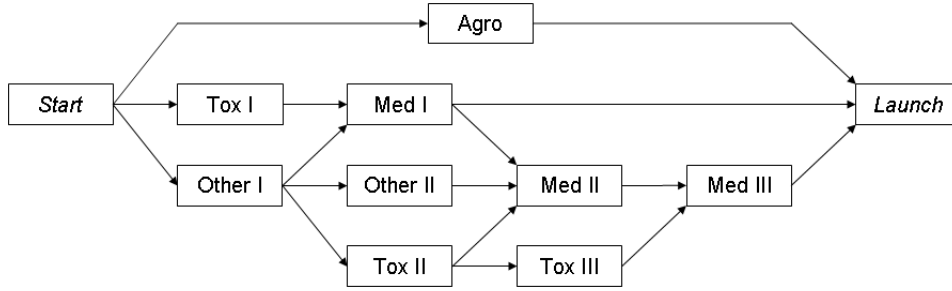 Agro
Start
Tox I
Med I
Launch
Other I
Other II
Med II
Med III
Tox II
Tox III